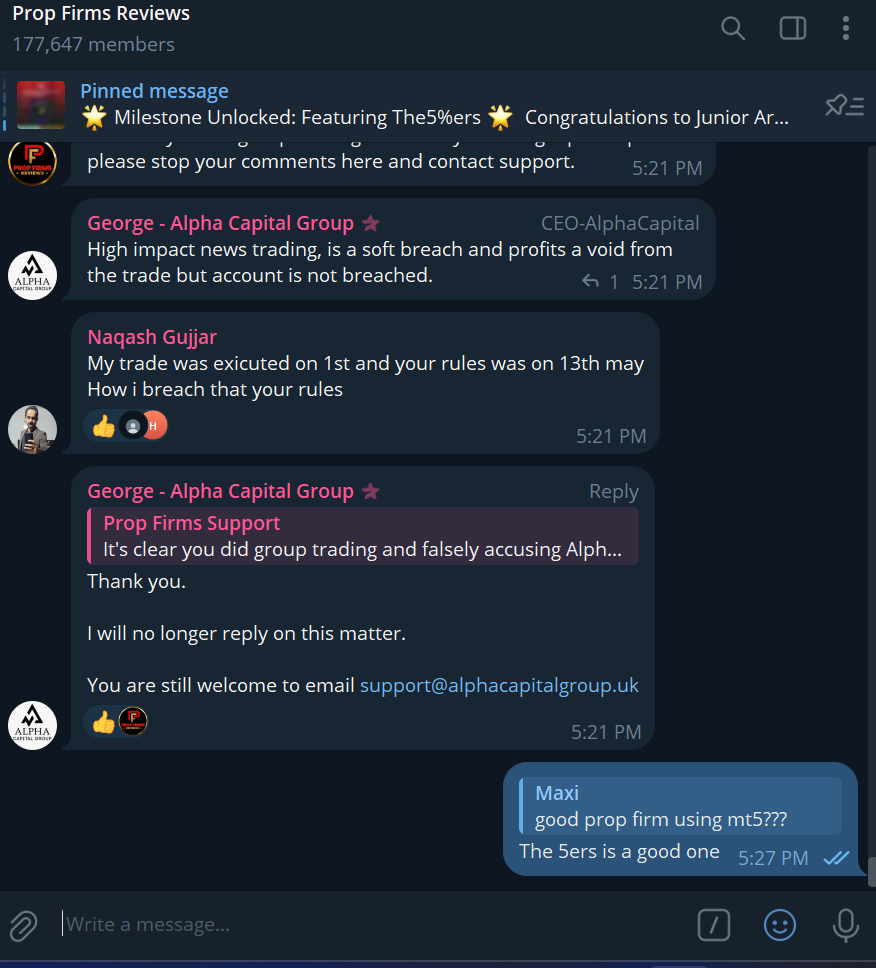 Prop Firms Reviews
177,647 members
Pinned message
🌟 Milestone Unlocked: Featuring The5%ers 🌟 Congratulations to Junior Ar...
please stop your comments here and contact support.
5:21 PM
PROP FIRMS
REVIEWS
George - Alpha Capital Group
CEO-AlphaCapital
High impact news trading, is a soft breach and profits a void from
the trade but account is not breached.
1 5:21 PM
ALPHA
CAPITAL GROUP
Naqash Gujjar
My trade was exicuted on 1st and your rules was on 13th may
How i breach that your rules
👍 H
5:21 PM
George - Alpha Capital Group
Reply
Prop Firms Support
It's clear you did group trading and falsely accusing Alph...
Thank you.
I will no longer reply on this matter.
You are still welcome to email support@alphacapitalgroup.uk
👍
5:21 PM
ALPHA
CAPITAL GROUP
Maxi
good prop firm using mt5???
The 5ers is a good one
5:27 PM
Write a message...